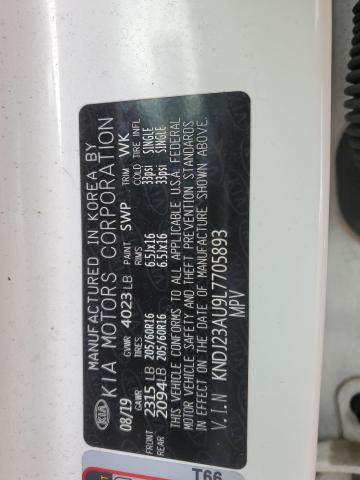 MANUFACTURED IN KOREA BY
KIA MOTORS CORPORATION
KIA
08/19 GVWR 4023LB PAINT SWP TRIM WK
GAWR TIRES RIMS COLD TIRE INFL
FRONT 2315LB 205/60R16 6.5Jx16 33psi SINGLE
REAR 2094LB 205/60R16 6.5Jx16 33psi SINGLE
THIS VEHICLE CONFORMS TO ALL APPLICABLE U.S.A. FEDERAL
MOTOR VEHICLE SAFETY AND THEFT PREVENTION STANDARDS
IN EFFECT ON THE DATE OF MANUFACTURE SHOWN ABOVE.
V.I.N KNDJ23AU9L7705893
MPV
T66